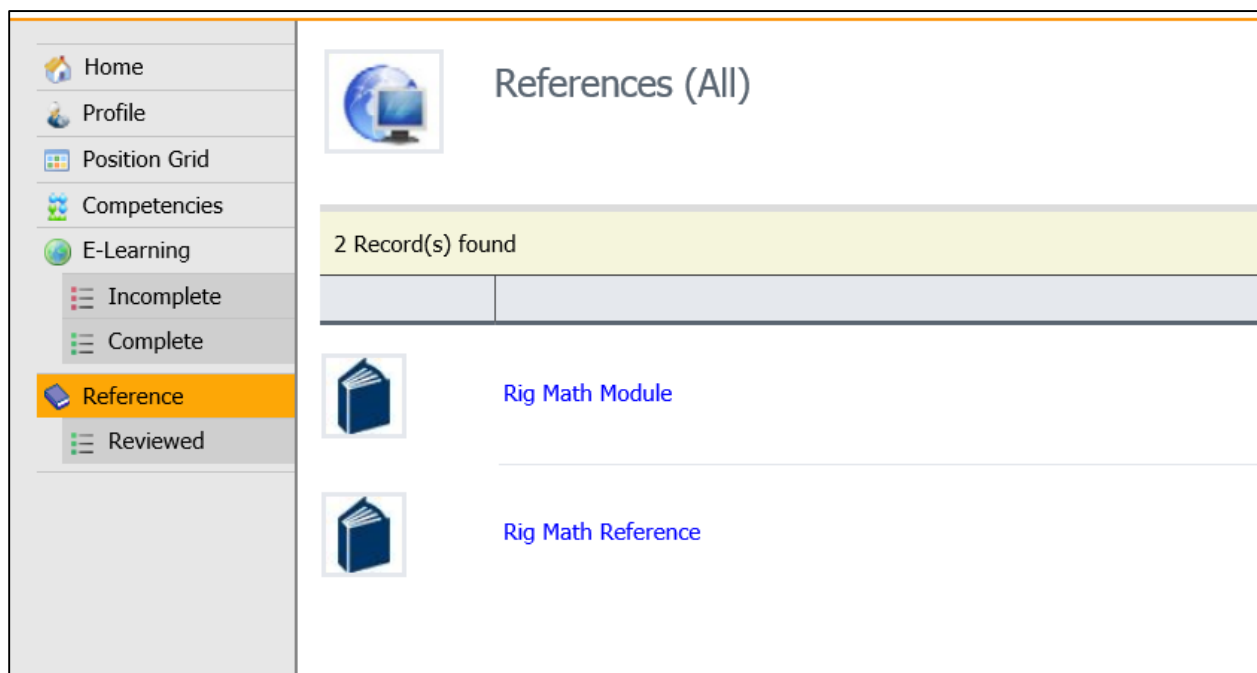 Home
Profile
Position Grid
Competencies
E-Learning
Incomplete
Complete
Reference
Reviewed
References (All)
2 Record(s) found
Rig Math Module
Rig Math Reference